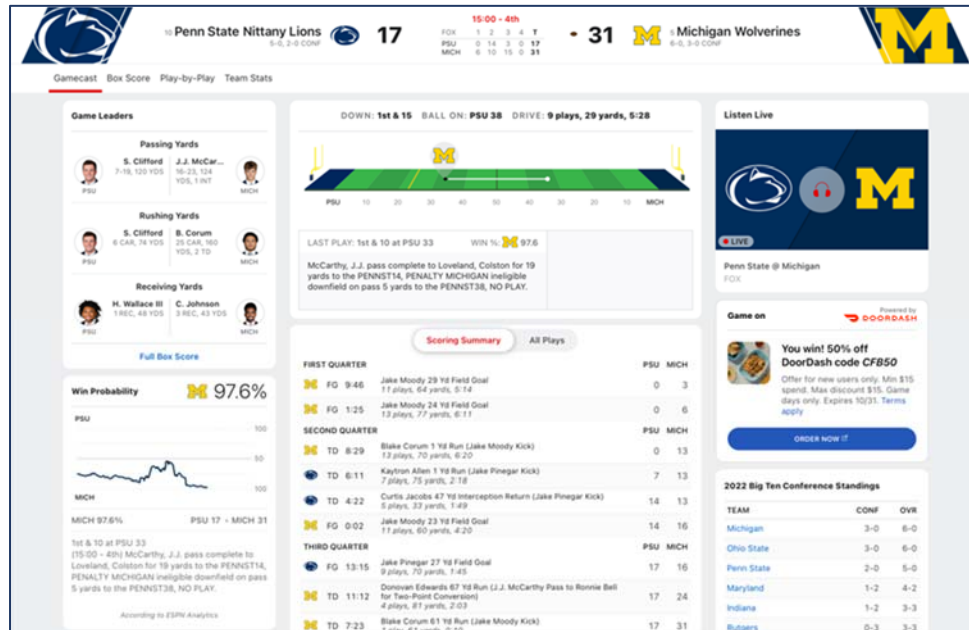 10 Penn State Nittany Lions
5-0, 2-0 CONF
17
15:00 - 4th
FOX 1 2 3 4 T
PSU 0 14 3 0 17
MICH 6 10 15 0 31
31
5 Michigan Wolverines
6-0, 3-0 CONF
Gamecast Box Score Play-by-Play Team Stats
Game Leaders
Passing Yards
S. Clifford
7-19, 120 YDS
PSU
J.J. McCar...
16-23, 124
YDS, 1 INT
MICH
Rushing Yards
S. Clifford
6 CAR, 74 YDS
PSU
B. Corum
25 CAR, 160
YDS, 2 TD
MICH
Receiving Yards
H. Wallace III
1 REC, 48 YDS
PSU
C. Johnson
3 REC, 43 YDS
MICH
Full Box Score
Win Probability
97.6%
PSU
100
50
100
MICH
MICH 97.6% PSU 17 - MICH 31
1st & 10 at PSU 33
(15:00 - 4th) McCarthy, J.J. pass complete to
Loveland, Colston for 19 yards to the PENNST14,
PENALTY MICHIGAN ineligible downfield on pass
5 yards to the PENNST38, NO PLAY.
According to ESPN Analytics
DOWN: 1st & 15 BALL ON: PSU 38 DRIVE: 9 plays, 29 yards, 5:28
PSU 10 20 30 40 50 40 30 20 10 MICH
LAST PLAY: 1st & 10 at PSU 33 WIN %: 97.6
McCarthy, J.J. pass complete to Loveland, Colston for 19
yards to the PENNST14, PENALTY MICHIGAN ineligible
downfield on pass 5 yards to the PENNST38, NO PLAY.
Scoring Summary All Plays
FIRST QUARTER PSU MICH
FG 9:46 Jake Moody 29 Yd Field Goal 0 3
11 plays, 64 yards, 5:14
FG 1:25 Jake Moody 24 Yd Field Goal 0 6
13 plays, 77 yards, 6:11
SECOND QUARTER PSU MICH
TD 8:29 Blake Corum 1 Yd Run (Jake Moody Kick) 0 13
13 plays, 70 yards, 6:20
TD 6:11 Kaytron Allen 1 Yd Run (Jake Pinegar Kick) 7 13
7 plays, 75 yards, 2:18
TD 4:22 Curtis Jacobs 47 Yd Interception Return (Jake Pinegar Kick) 14 13
5 plays, 33 yards, 1:49
FG 0:02 Jake Moody 23 Yd Field Goal 14 16
11 plays, 60 yards, 4:20
THIRD QUARTER PSU MICH
FG 13:15 Jake Pinegar 27 Yd Field Goal 17 16
9 plays, 70 yards, 1:45
TD 11:12 Donovan Edwards 67 Yd Run (J.J. McCarthy Pass to Ronnie Bell
for Two-Point Conversion) 17 24
4 plays, 81 yards, 2:03
TD 7:23 Blake Corum 61 Yd Run (Jake Moody Kick) 17 31
Listen Live
LIVE
Penn State @ Michigan
FOX
Game on
Powered by
DOORDASH
You win! 50% off
DoorDash code CFB50
Offer for new users only. Min $15
spend. Max discount $15. Game
days only. Expires 10/31. Terms
apply
ORDER NOW
2022 Big Ten Conference Standings
TEAM CONF OVR
Michigan 3-0 6-0
Ohio State 3-0 6-0
Penn State 2-0 5-0
Maryland 1-2 4-2
Indiana 1-2 3-3
Rutgers 0-3 3-3